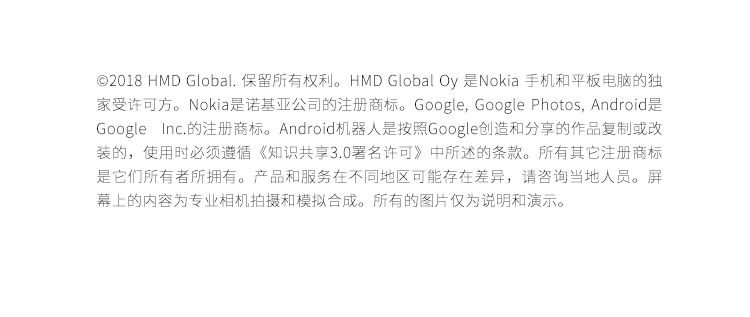 ©2018 HMD Global. 保留所有权利。HMD Global Oy 是Nokia 手机和平板电脑的独
家受许可方。Nokia是诺基亚公司的注册商标。Google, Google Photos, Android是
Google　Inc.的注册商标。Android机器人是按照Google创造和分享的作品复制或改
装的，使用时必须遵循《知识共享3.0署名许可》中所述的条款。所有其它注册商标
是它们所有者所拥有。产品和服务在不同地区可能存在差异，请咨询当地人员。屏
幕上的内容为专业相机拍摄和模拟合成。所有的图片仅为说明和演示。